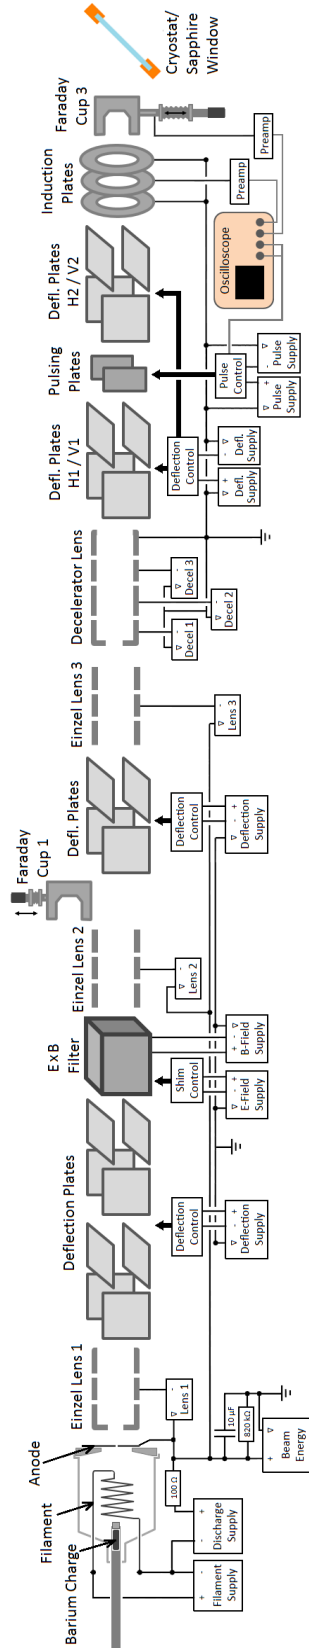 Barium Charge
Filament
Anode
Einzel Lens 1
Deflection Plates
E x B
Filter
Einzel Lens 2
Faraday
Cup 1
Defl. Plates
Einzel Lens 3
Decelerator Lens
Defl. Plates
H1 / V1
Pulsing
Plates
Defl. Plates
H2 / V2
Induction
Plates
Faraday
Cup 3
Cryostat/
Sapphire
Window
+ -
Filament
Supply
- ∇
Discharge
Supply
100 Ω
∇ -
Lens 1
10 µF
820 kΩ
+ ∇
Beam
Energy
Deflection
Control
∇ - +
Deflection
Supply
Shim
Control
∇ - +
E-Field
Supply
+ - ∇
B-Field
Supply
∇ -
Lens 2
Deflection
Control
∇ - +
Deflection
Supply
∇ -
Lens 3
∇ -
Decel 1
∇ -
Decel 2
∇ -
Decel 3
Deflection
Control
∇ +
Defl.
Supply
∇ -
Defl.
Supply
Pulse
Control
∇ +
Pulse
Supply
- ∇
Pulse
Supply
Oscilloscope
Preamp
Preamp